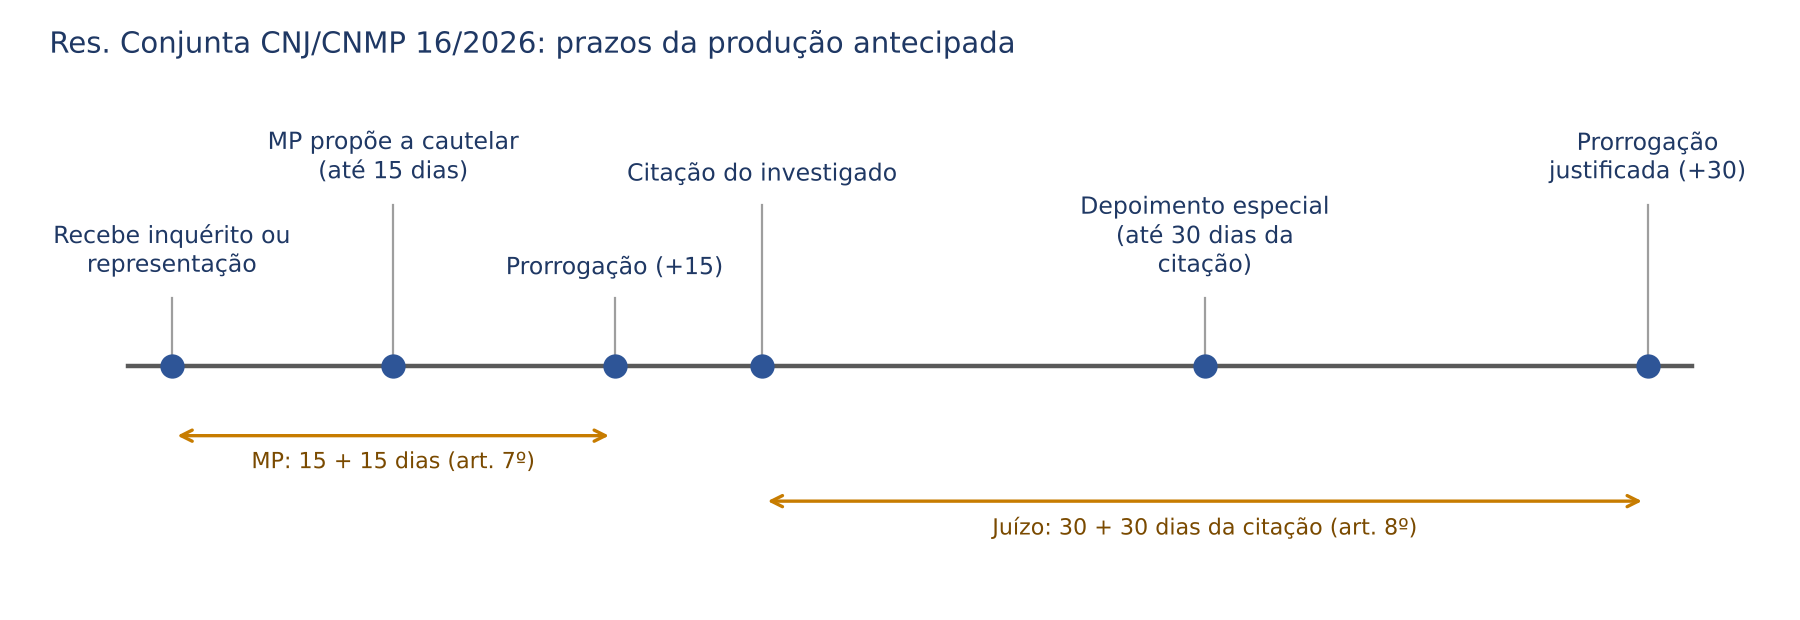 Res. Conjunta CNJ/CNMP 16/2026: prazos da produção antecipada
Recebe inquérito ou
representação
MP propõe a cautelar
(até 15 dias)
Prorrogação (+15)
Citação do investigado
Depoimento especial
(até 30 dias da
citação)
Prorrogação
justificada (+30)
MP: 15 + 15 dias (art. 7º)
Juízo: 30 + 30 dias da citação (art. 8º)